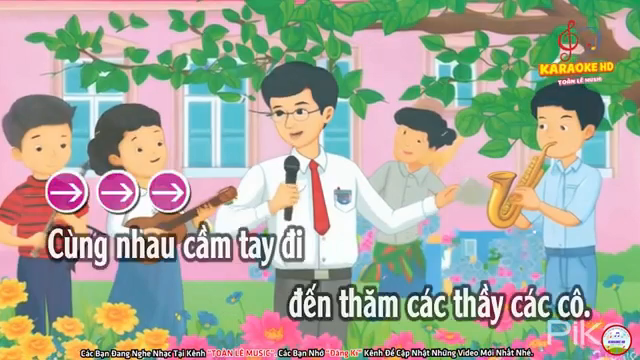 KARAOKE HD
TOÀN LÊ MUSIC
Cùng nhau cầm tay đi
đến thăm các thầy các cô.
Pik
Các Bạn Đang Nghe Nhạc Tại Kênh "TOÀN LÊ MUSIC", Các Bạn Nhớ "Đăng Kí" Kênh Để Cập Nhật Những Video Mới Nhất Nhé.